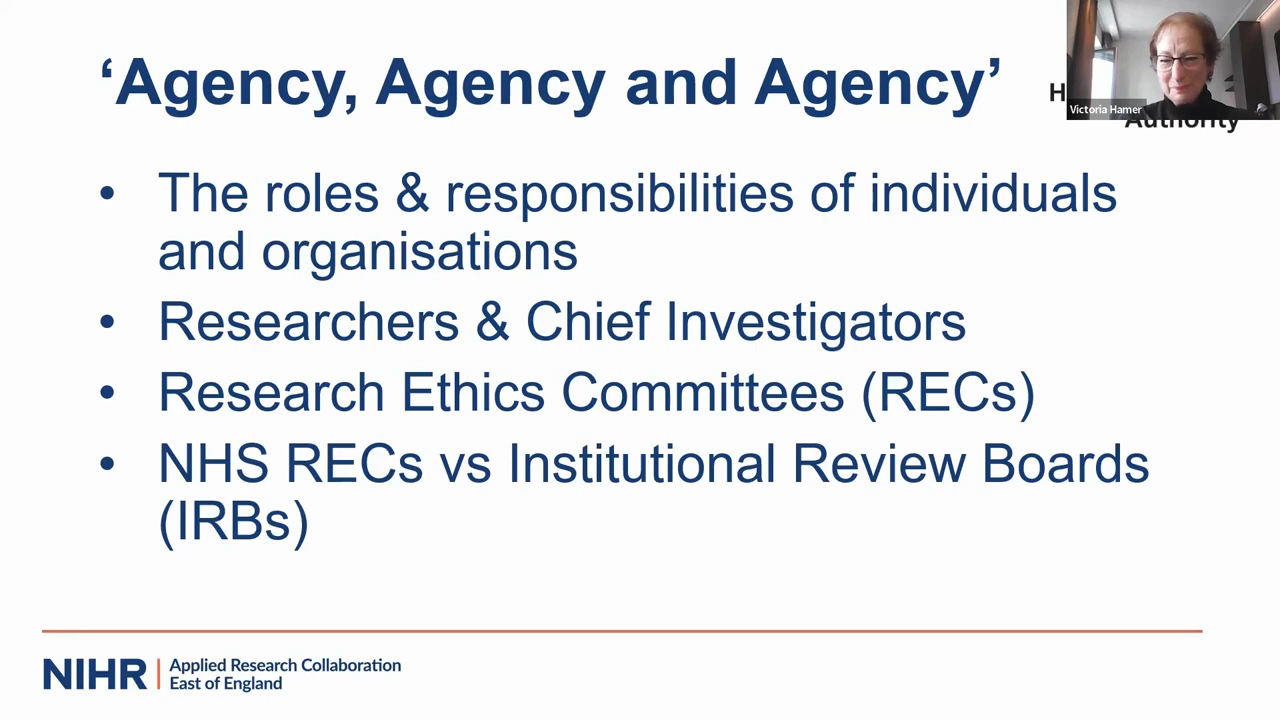 ‘Agency, Agency and Agency’
H
Victoria Hamer
Authority
• The roles & responsibilities of individuals
and organisations
• Researchers & Chief Investigators
• Research Ethics Committees (RECs)
• NHS RECs vs Institutional Review Boards
(IRBs)
NIHR
Applied Research Collaboration
East of England